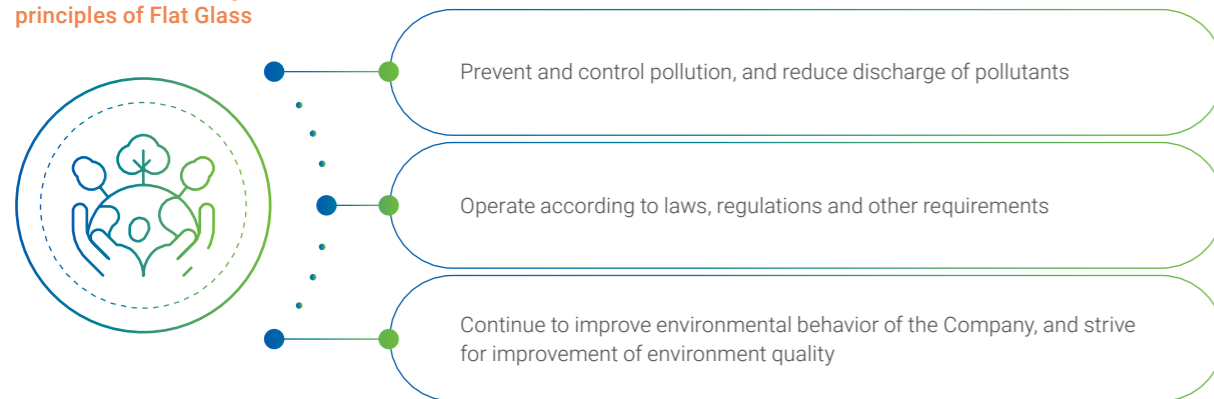 principles of Flat Glass
Prevent and control pollution, and reduce discharge of pollutants
Operate according to laws, regulations and other requirements
Continue to improve environmental behavior of the Company, and strive
for improvement of environment quality